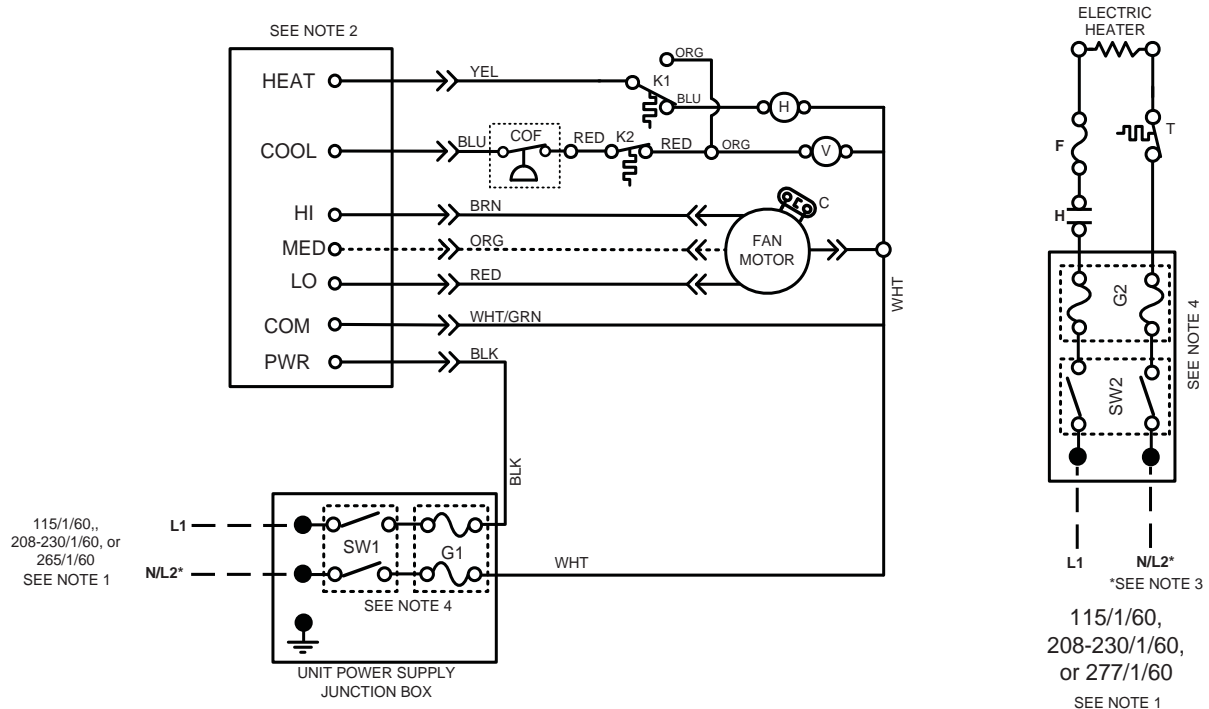 SEE NOTE 2
HEAT
YEL
K1
ORG
BLU
H
COOL
BLU
COF
RED
K2
RED
ORG
V
HI
BRN
C
MED
ORG
FAN
MOTOR
LO
RED
COM
WHT/GRN
WHT
PWR
BLK
BLK
115/1/60,,
208-230/1/60, or
265/1/60
SEE NOTE 1
L1
N/L2*
SW1
G1
SEE NOTE 4
WHT
UNIT POWER SUPPLY
JUNCTION BOX
ELECTRIC
HEATER
F
T
H
G2
SW2
SEE NOTE 4
L1
N/L2*
*SEE NOTE 3
115/1/60,
208-230/1/60,
or 277/1/60
SEE NOTE 1